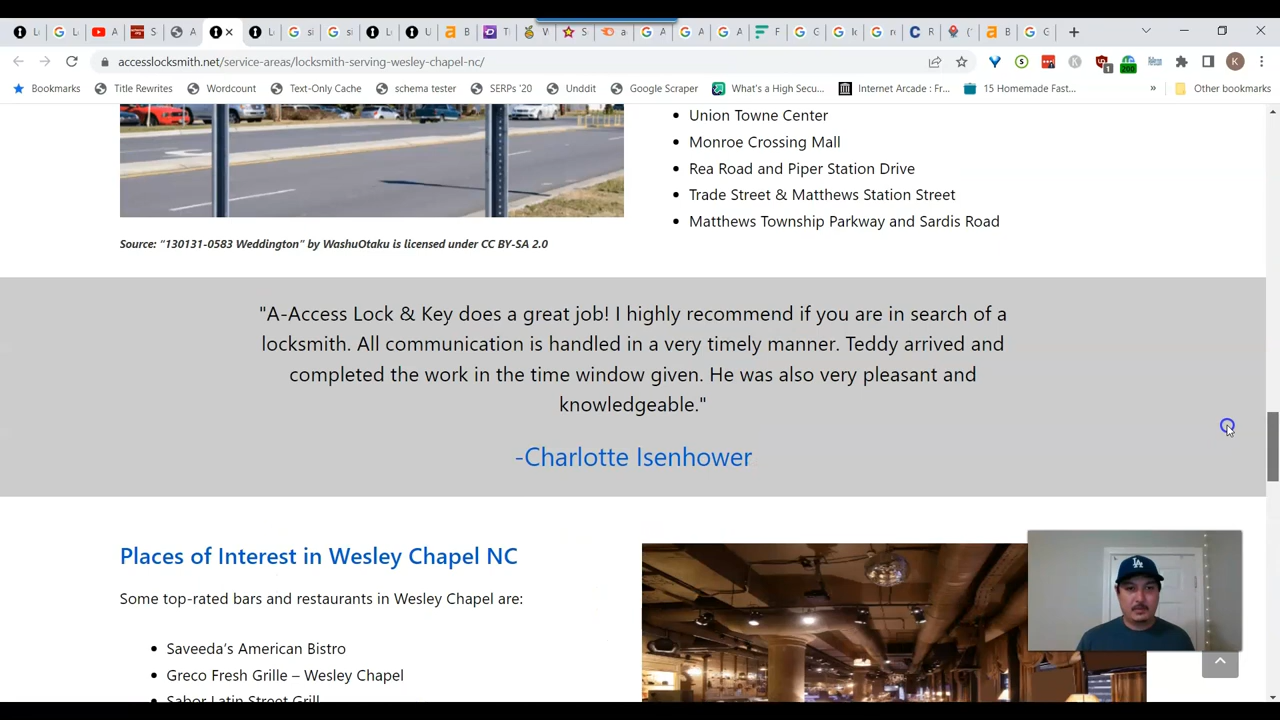 accesslocksmith.net/service-areas/locksmith-serving-wesley-chapel-nc/
Bookmarks
Title Rewrites
Wordcount
Text-Only Cache
schema tester
SERPs '20
Unddit
Google Scraper
What's a High Secu...
Internet Arcade : Fr...
15 Homemade Fast...
»
Other bookmarks
Union Towne Center
Monroe Crossing Mall
Rea Road and Piper Station Drive
Trade Street & Matthews Station Street
Matthews Township Parkway and Sardis Road
Source: "130131-0583 Weddington" by WashuOtaku is licensed under CC BY-SA 2.0
"A-Access Lock & Key does a great job! I highly recommend if you are in search of a
locksmith. All communication is handled in a very timely manner. Teddy arrived and
completed the work in the time window given. He was also very pleasant and
knowledgeable."
-Charlotte Isenhower
Places of Interest in Wesley Chapel NC
Some top-rated bars and restaurants in Wesley Chapel are:
Saveeda's American Bistro
Greco Fresh Grille – Wesley Chapel
Sabor Latin Street Grill